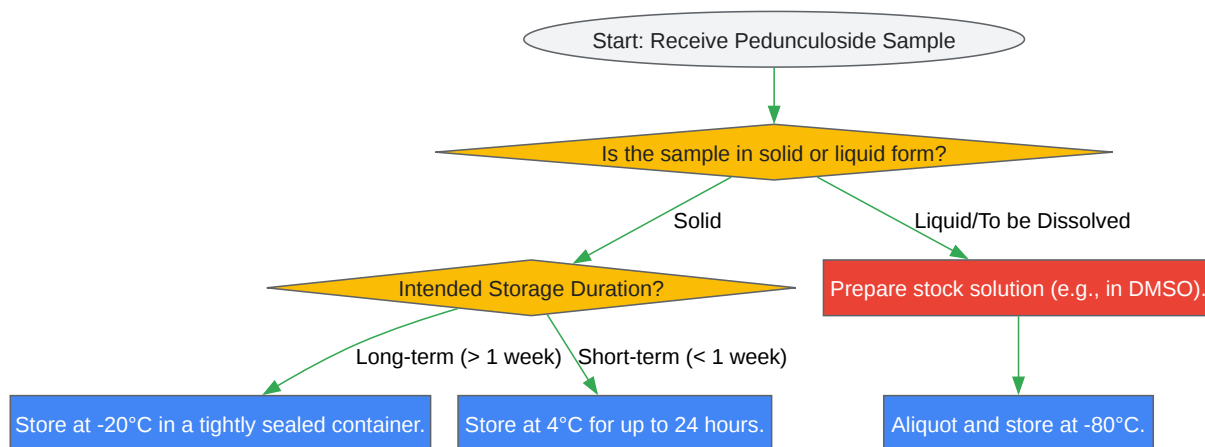 Start: Receive Pedunculoside Sample
Is the sample in solid or liquid form?
Solid
Liquid/To be Dissolved
Intended Storage Duration?
Prepare stock solution (e.g., in DMSO).
Long-term (> 1 week)
Short-term (< 1 week)
Store at -20°C in a tightly sealed container.
Store at 4°C for up to 24 hours.
Aliquot and store at -80°C.